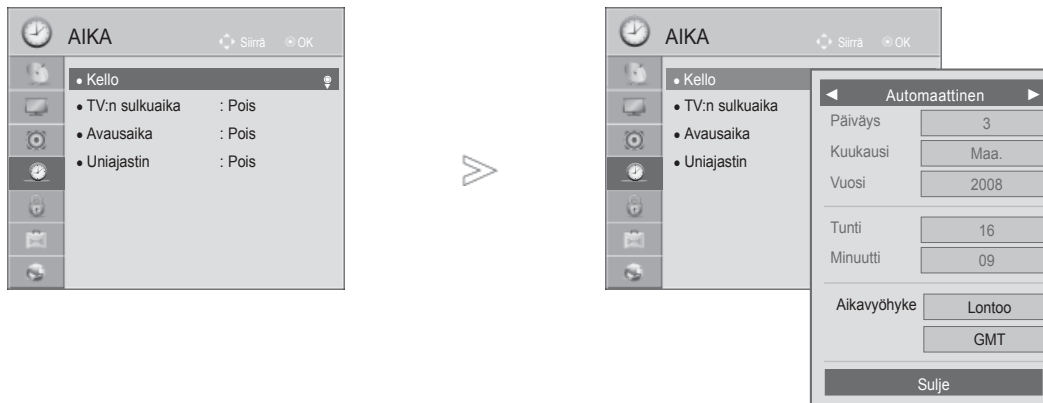 AIKA Siirrä OK
• Kello
• TV:n sulkuaika : Pois
• Avausaika : Pois
• Uniajastin : Pois
AIKA Siirrä OK
• Kello
• TV:n sulkuaika
• Avausaika
• Uniajastin
◄ Automaattinen ►
Päiväys 3
Kuukausi Maa.
Vuosi 2008
Tunti 16
Minuutti 09
Aikavyöhyke Lontoo
GMT
Sulje